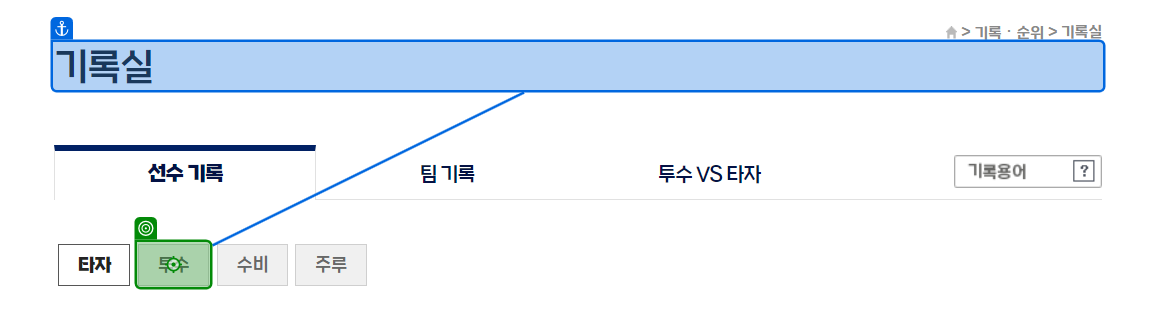 > 기록 · 순위 > 기록실
기록실
선수 기록
팀 기록
투수 VS 타자
기록용어 ?
타자
투수
수비
주루